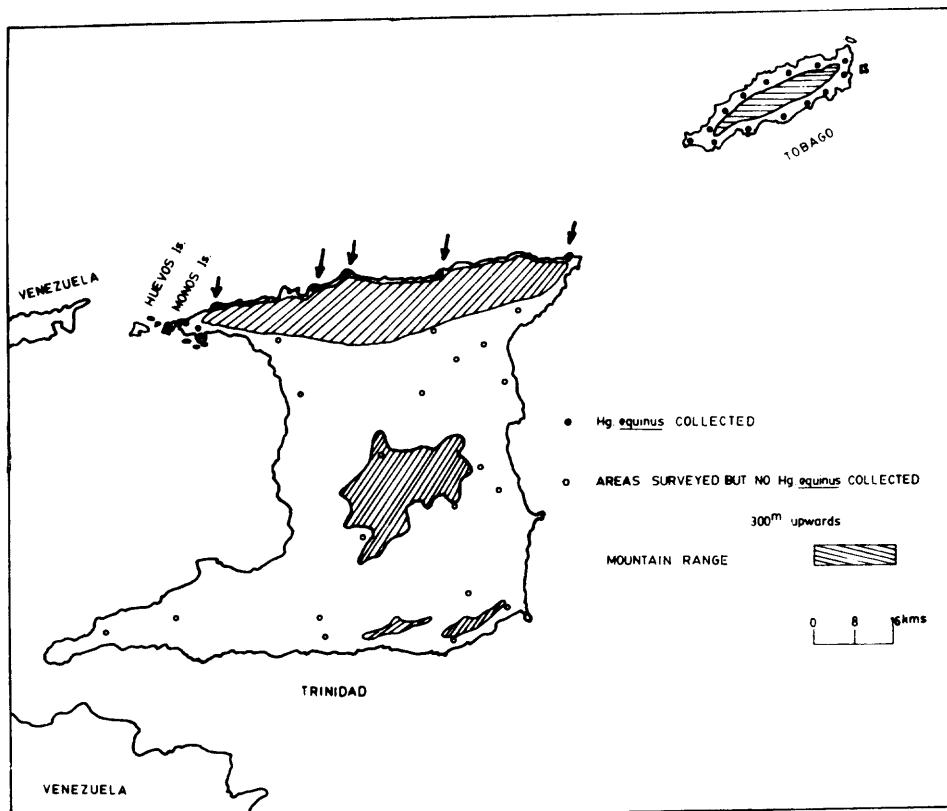 TOBAGO
HUEVOS Is.
MONOS Is.
VENEZUELA
Hg. equinus COLLECTED
AREAS SURVEYED BUT NO Hg. equinus COLLECTED
300m upwards
MOUNTAIN RANGE
0 8 16kms
TRINIDAD
VENEZUELA